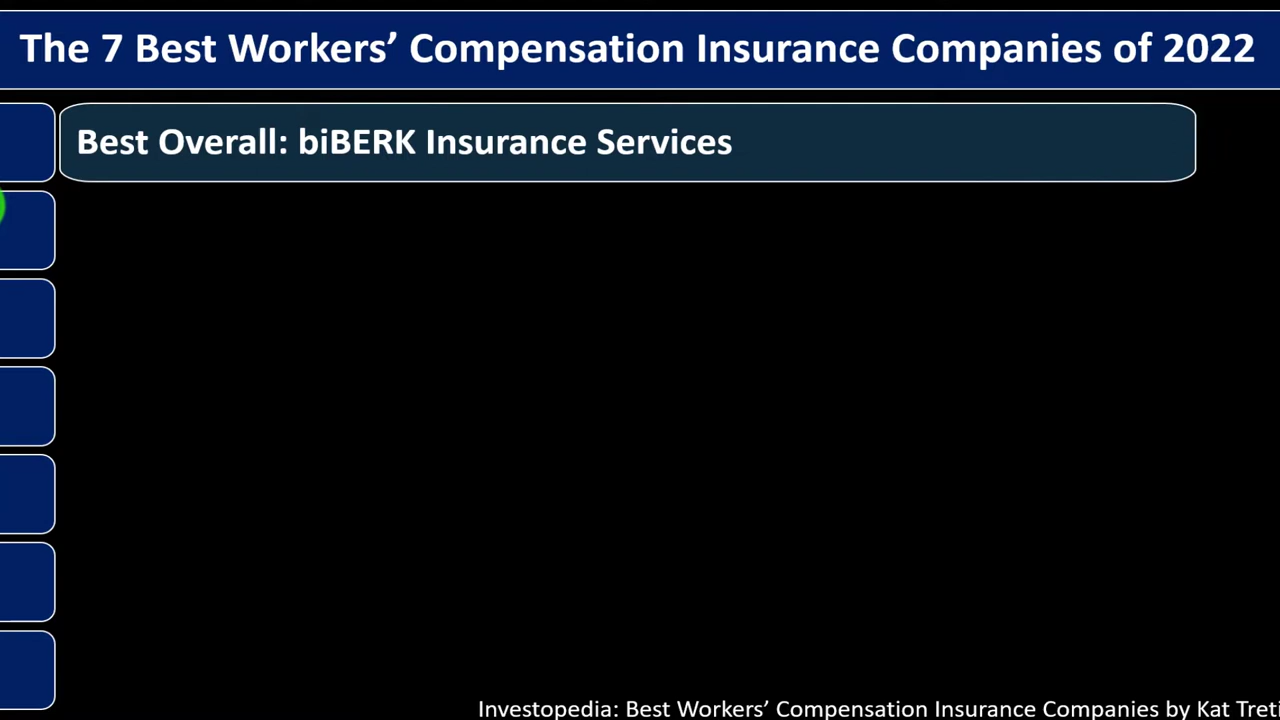 The 7 Best Workers’ Compensation Insurance Companies of 2022
Best Overall: biBERK Insurance Services
Investopedia: Best Workers’ Compensation Insurance Companies by Kat